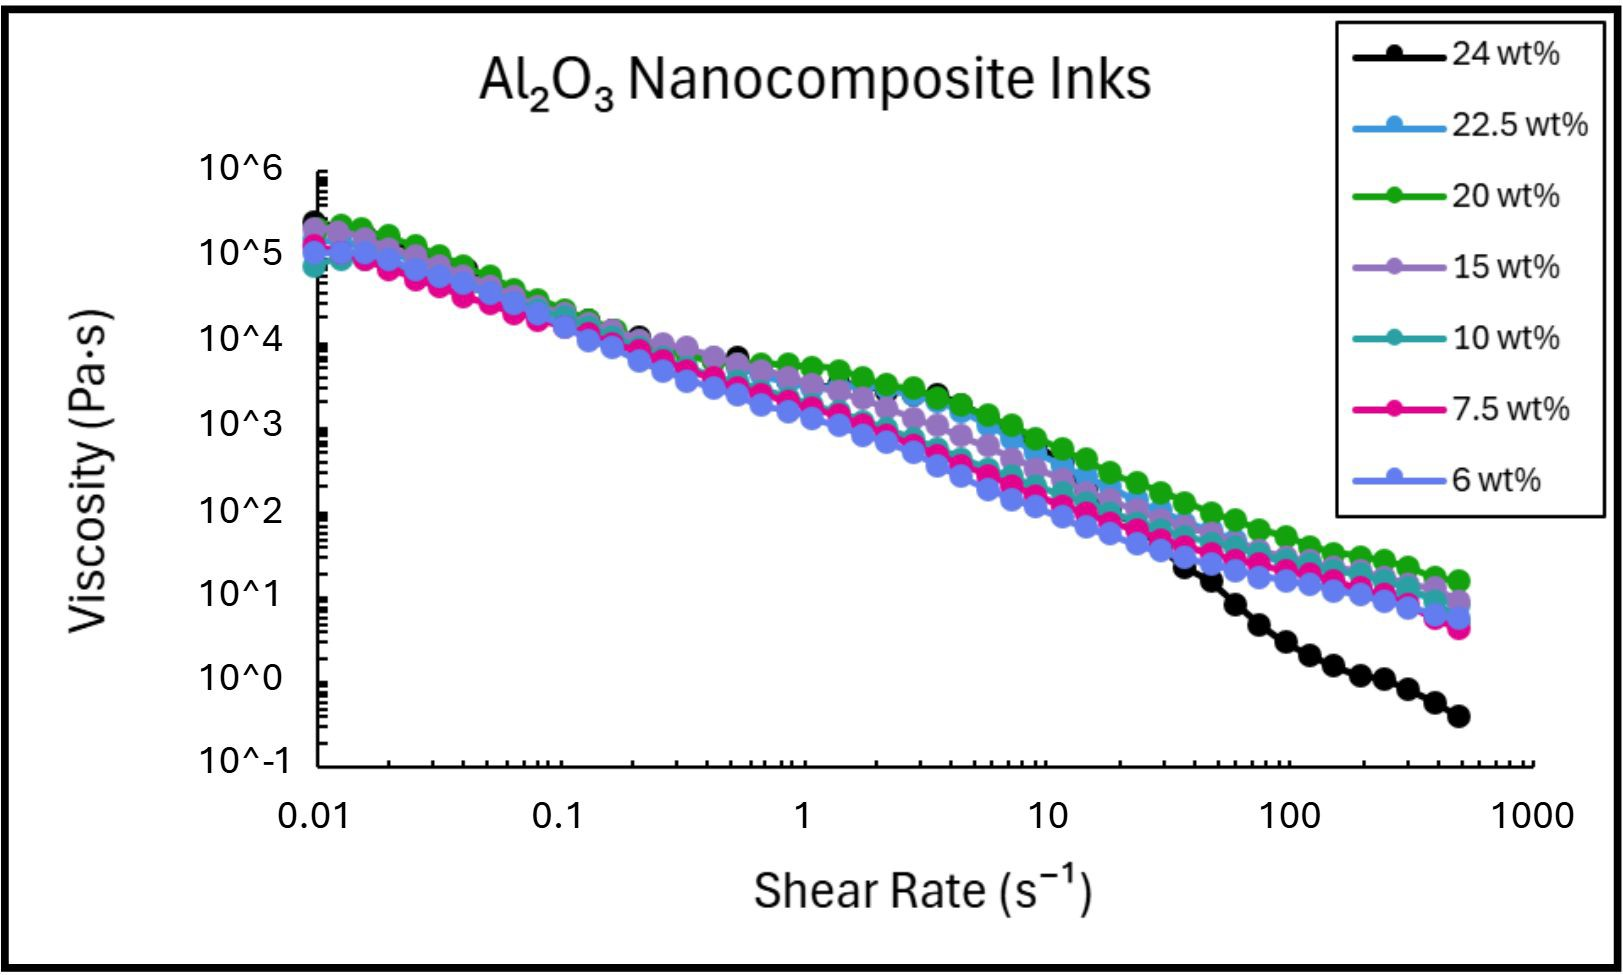 Al₂O₃ Nanocomposite Inks
24 wt%
22.5 wt%
20 wt%
15 wt%
10 wt%
7.5 wt%
6 wt%
Viscosity (Pa·s)
10^6
10^5
10^4
10^3
10^2
10^1
10^0
10^-1
0.01 0.1 1 10 100 1000
Shear Rate (s⁻¹)